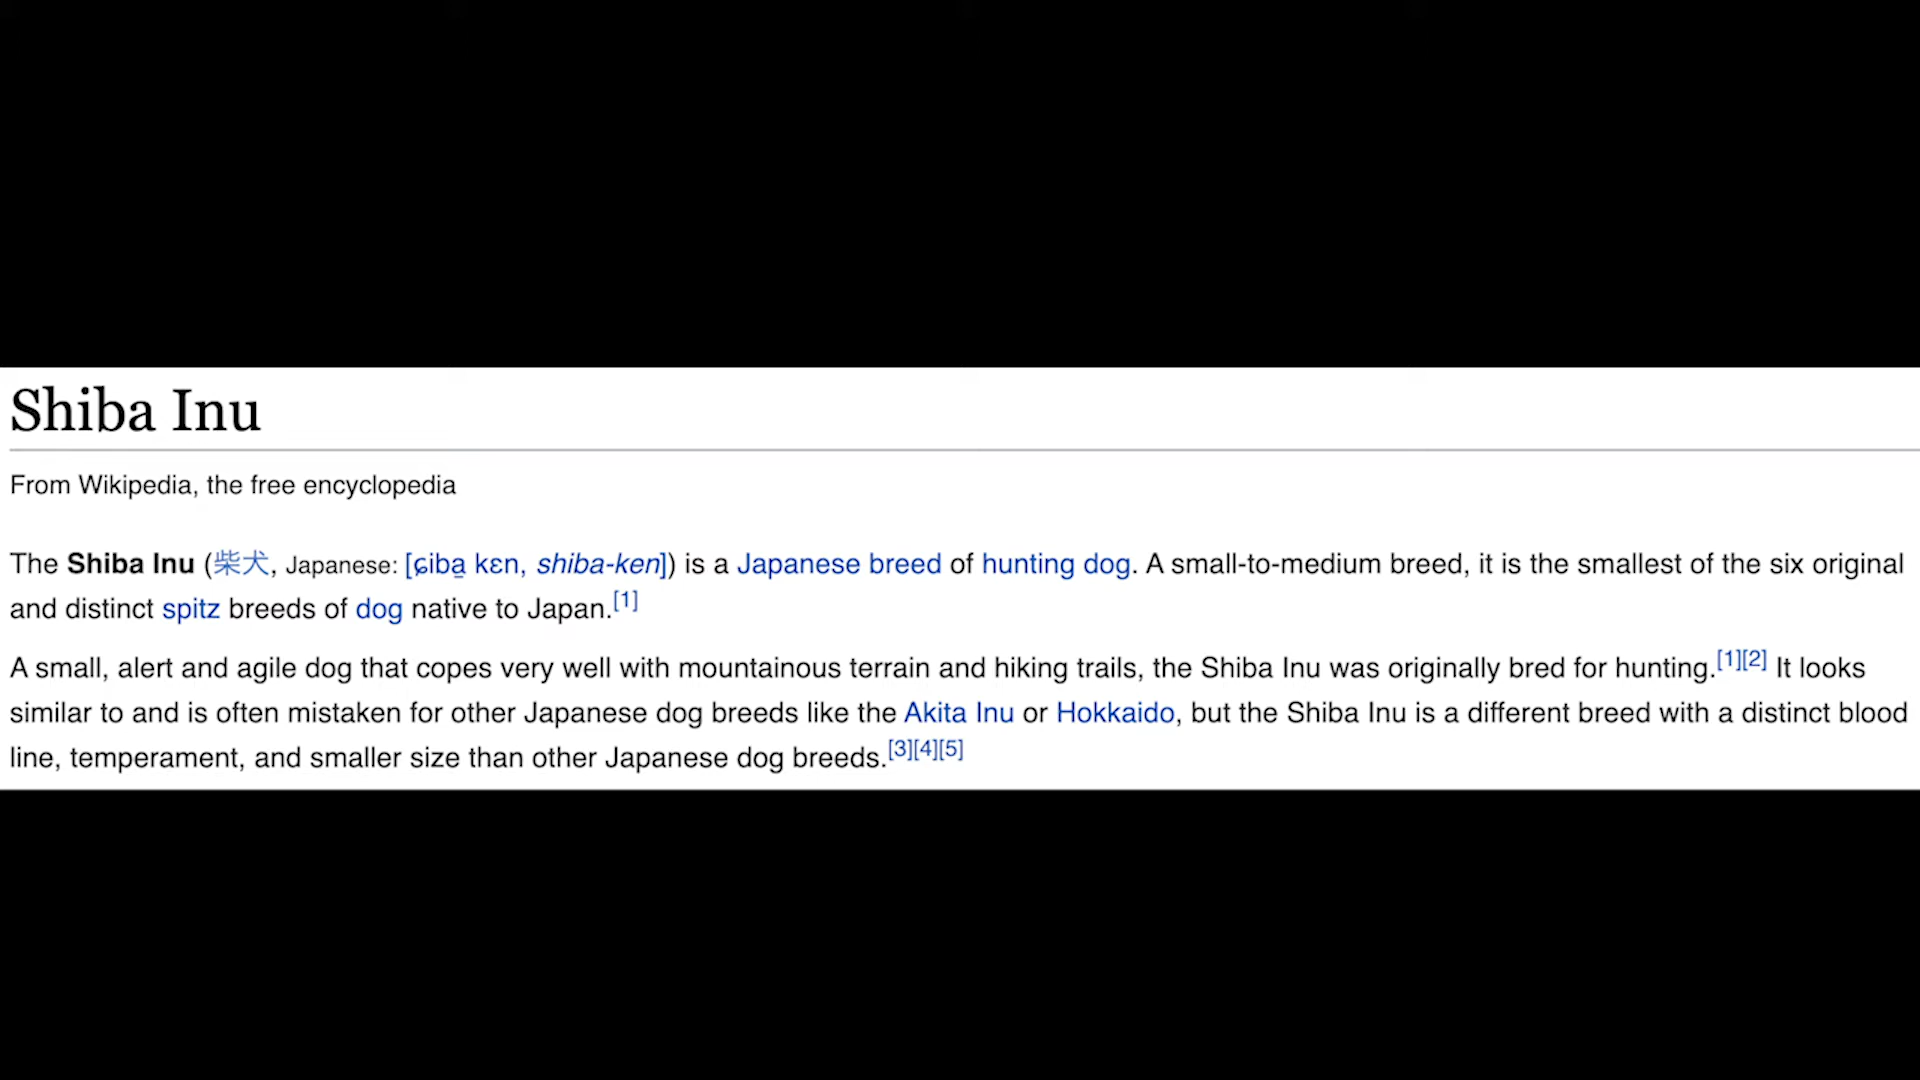 Shiba Inu
From Wikipedia, the free encyclopedia
The Shiba Inu (柴犬, Japanese: [ɕiba̠ kɛn, shiba-ken]) is a Japanese breed of hunting dog. A small-to-medium breed, it is the smallest of the six original
and distinct spitz breeds of dog native to Japan.[1]
A small, alert and agile dog that copes very well with mountainous terrain and hiking trails, the Shiba Inu was originally bred for hunting.[1][2] It looks
similar to and is often mistaken for other Japanese dog breeds like the Akita Inu or Hokkaido, but the Shiba Inu is a different breed with a distinct blood
line, temperament, and smaller size than other Japanese dog breeds.[3][4][5]